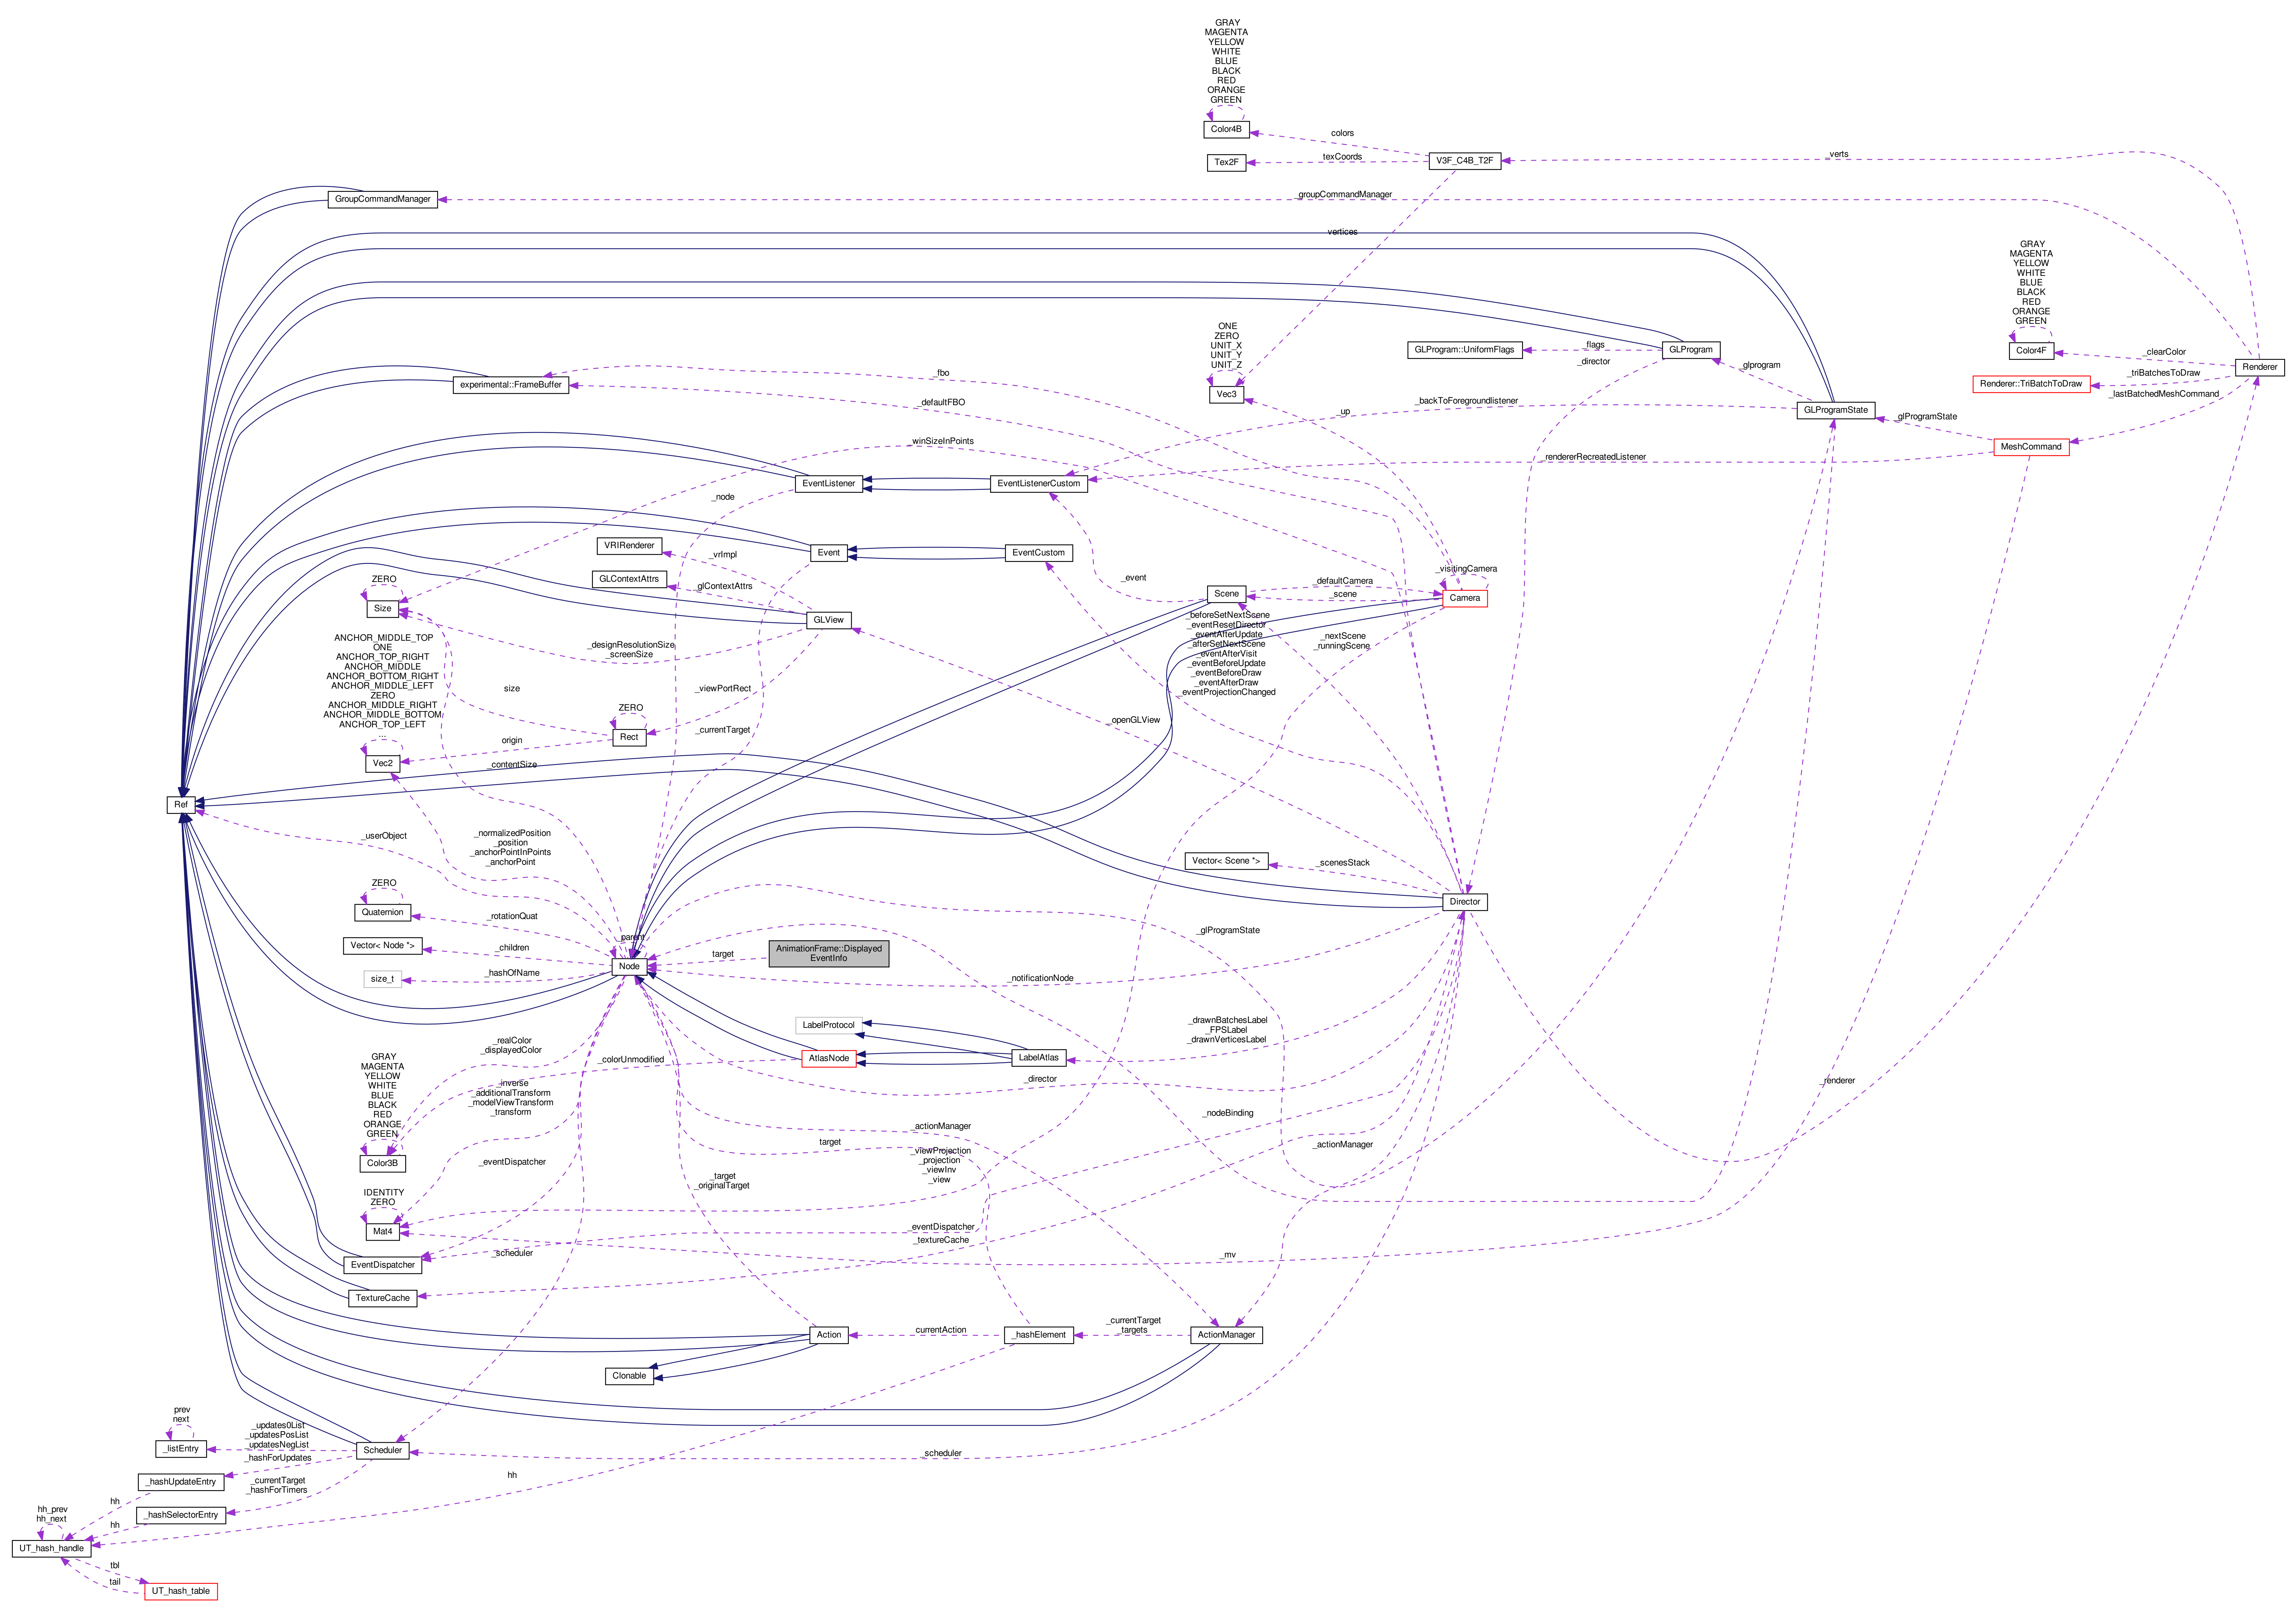 GRAY
MAGENTA
YELLOW
WHITE
BLUE
BLACK
RED
ORANGE
GREEN
Color4B
colors
Tex2F
texCoords
V3F_C4B_T2F
_verts
GroupCommandManager
_groupCommandManager
vertices
GRAY
MAGENTA
YELLOW
WHITE
BLUE
BLACK
RED
ORANGE
GREEN
Color4F
_clearColor
Renderer
_triBatchesToDraw
Renderer::TriBatchToDraw
_lastBatchedMeshCommand
ONE
ZERO
UNIT_X
UNIT_Y
UNIT_Z
Vec3
GLProgram::UniformFlags
_flags
GLProgram
_director
_glprogram
experimental::FrameBuffer
_fbo
_defaultFBO
_up
_backToForegroundlistener
GLProgramState
_glProgramState
MeshCommand
_winSizeInPoints
_rendererRecreatedListener
EventListener
EventListenerCustom
_node
VRIRenderer
_vrImpl
Event
EventCustom
GLContextAttrs
_glContextAttrs
_event
_visitingCamera
Scene
_defaultCamera
_scene
Camera
ZERO
Size
GLView
_designResolutionSize
_screenSize
_beforeSetNextScene
_eventResetDirector
_eventAfterUpdate
_afterSetNextScene
_eventAfterVisit
_eventBeforeUpdate
_eventBeforeDraw
_eventAfterDraw
_eventProjectionChanged
_nextScene
_runningScene
ANCHOR_MIDDLE_TOP
ONE
ANCHOR_TOP_RIGHT
ANCHOR_MIDDLE
ANCHOR_BOTTOM_RIGHT
ANCHOR_MIDDLE_LEFT
ZERO
ANCHOR_MIDDLE_RIGHT
ANCHOR_MIDDLE_BOTTOM
ANCHOR_TOP_LEFT
...
Vec2
size
_viewPortRect
ZERO
Rect
origin
_currentTarget
_openGLView
_contentSize
Ref
_userObject
_normalizedPosition
_position
_anchorPointInPoints
_anchorPoint
Vector< Scene *>
_scenesStack
Director
ZERO
Quaternion
_rotationQuat
_parent
Vector< Node *>
_children
Node
target
AnimationFrame::Displayed
EventInfo
_glProgramState
size_t
_hashOfName
_notificationNode
LabelProtocol
_drawnBatchesLabel
_FPSLabel
_drawnVerticesLabel
_realColor
_displayedColor
_colorUnmodified
AtlasNode
LabelAtlas
GRAY
MAGENTA
YELLOW
WHITE
BLUE
BLACK
RED
ORANGE
GREEN
Color3B
_inverse
_additionalTransform
_modelViewTransform
_transform
_director
_renderer
_nodeBinding
_actionManager
target
_actionManager
_viewProjection
_projection
_viewInv
_view
_eventDispatcher
_target
_originalTarget
IDENTITY
ZERO
Mat4
_eventDispatcher
_textureCache
EventDispatcher
_scheduler
_mv
TextureCache
Action
currentAction
_hashElement
_currentTarget
_targets
ActionManager
Clonable
prev
next
_listEntry
_updates0List
_updatesPosList
_updatesNegList
Scheduler
_scheduler
_hashForUpdates
_hashUpdateEntry
_currentTarget
_hashForTimers
hh
hh
_hashSelectorEntry
hh_prev
hh_next
hh
UT_hash_handle
tbl
tail
UT_hash_table